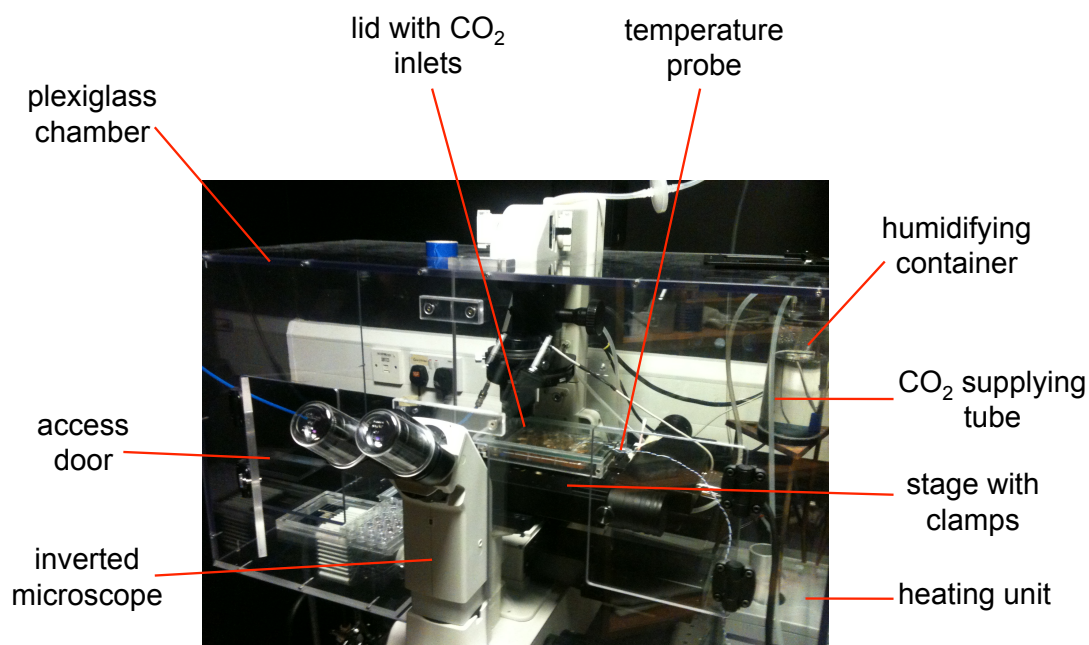 lid with CO₂
inlets
temperature
probe
plexiglass
chamber
humidifying
container
CO₂ supplying
tube
access
door
stage with
clamps
inverted
microscope
heating unit